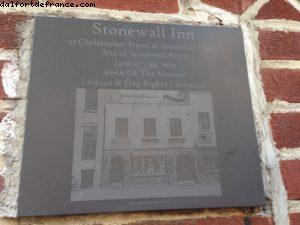 dalfortdefrance.com
Stonewall Inn
53 Christopher Street at Stonewall Place
Site of Stonewall Riots
June 27 - 29, 1969
Birth Of The Modern
Lesbian & Gay Rights Liberation